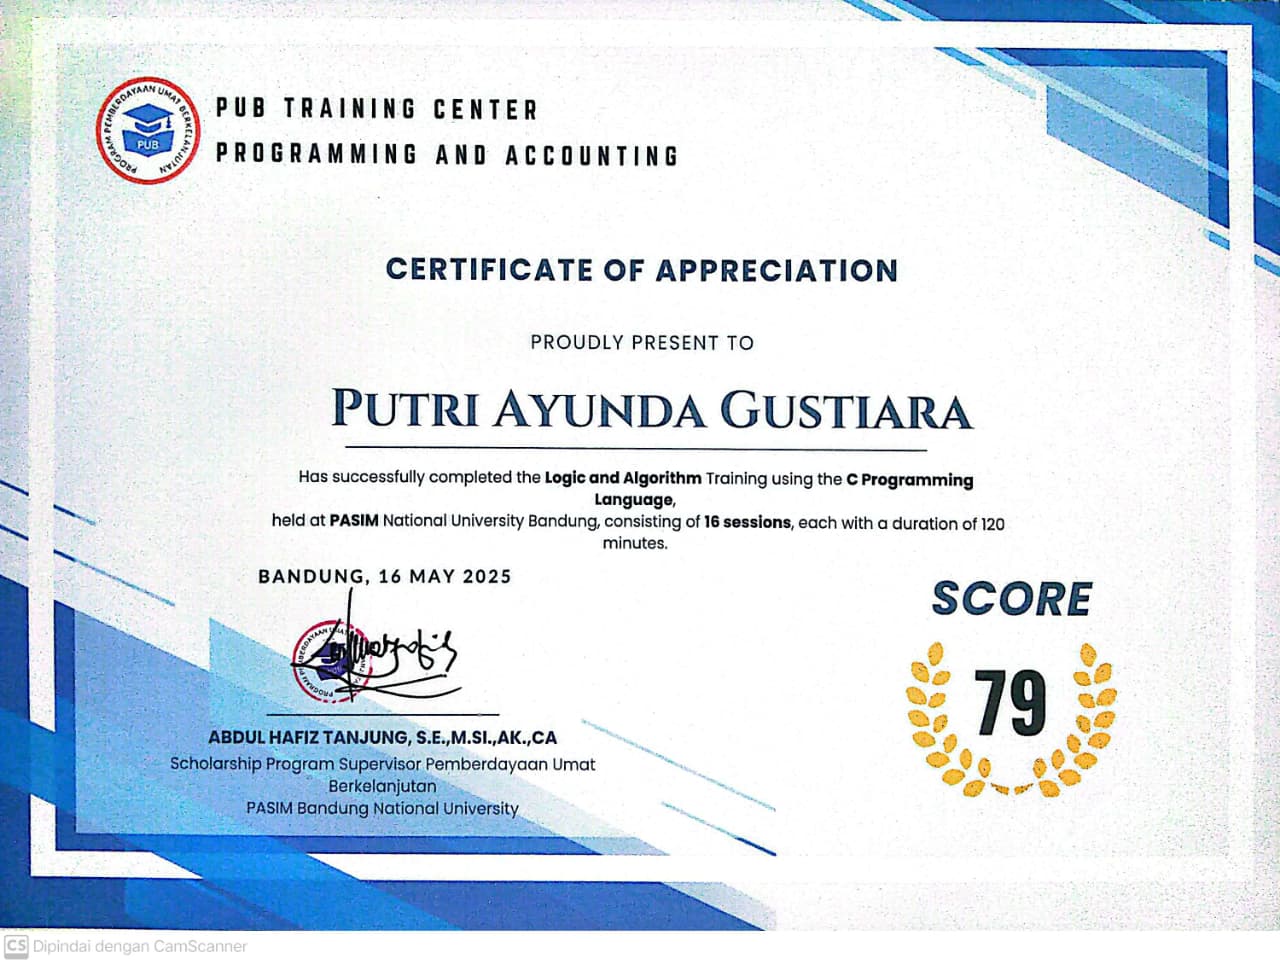 PROGRAM PEMBERDAYAAN UMAT BERKELANJUTAN
PUB
PUB TRAINING CENTER
PROGRAMMING AND ACCOUNTING
CERTIFICATE OF APPRECIATION
PROUDLY PRESENT TO
PUTRI AYUNDA GUSTIARA
Has successfully completed the Logic and Algorithm Training using the C Programming
Language,
held at PASIM National University Bandung, consisting of 16 sessions, each with a duration of 120
minutes.
BANDUNG, 16 MAY 2025
SCORE
79
ABDUL HAFIZ TANJUNG, S.E.,M.SI.,AK.,CA
Scholarship Program Supervisor Pemberdayaan Umat
Berkelanjutan
PASIM Bandung National University
CS Dipindai dengan CamScanner